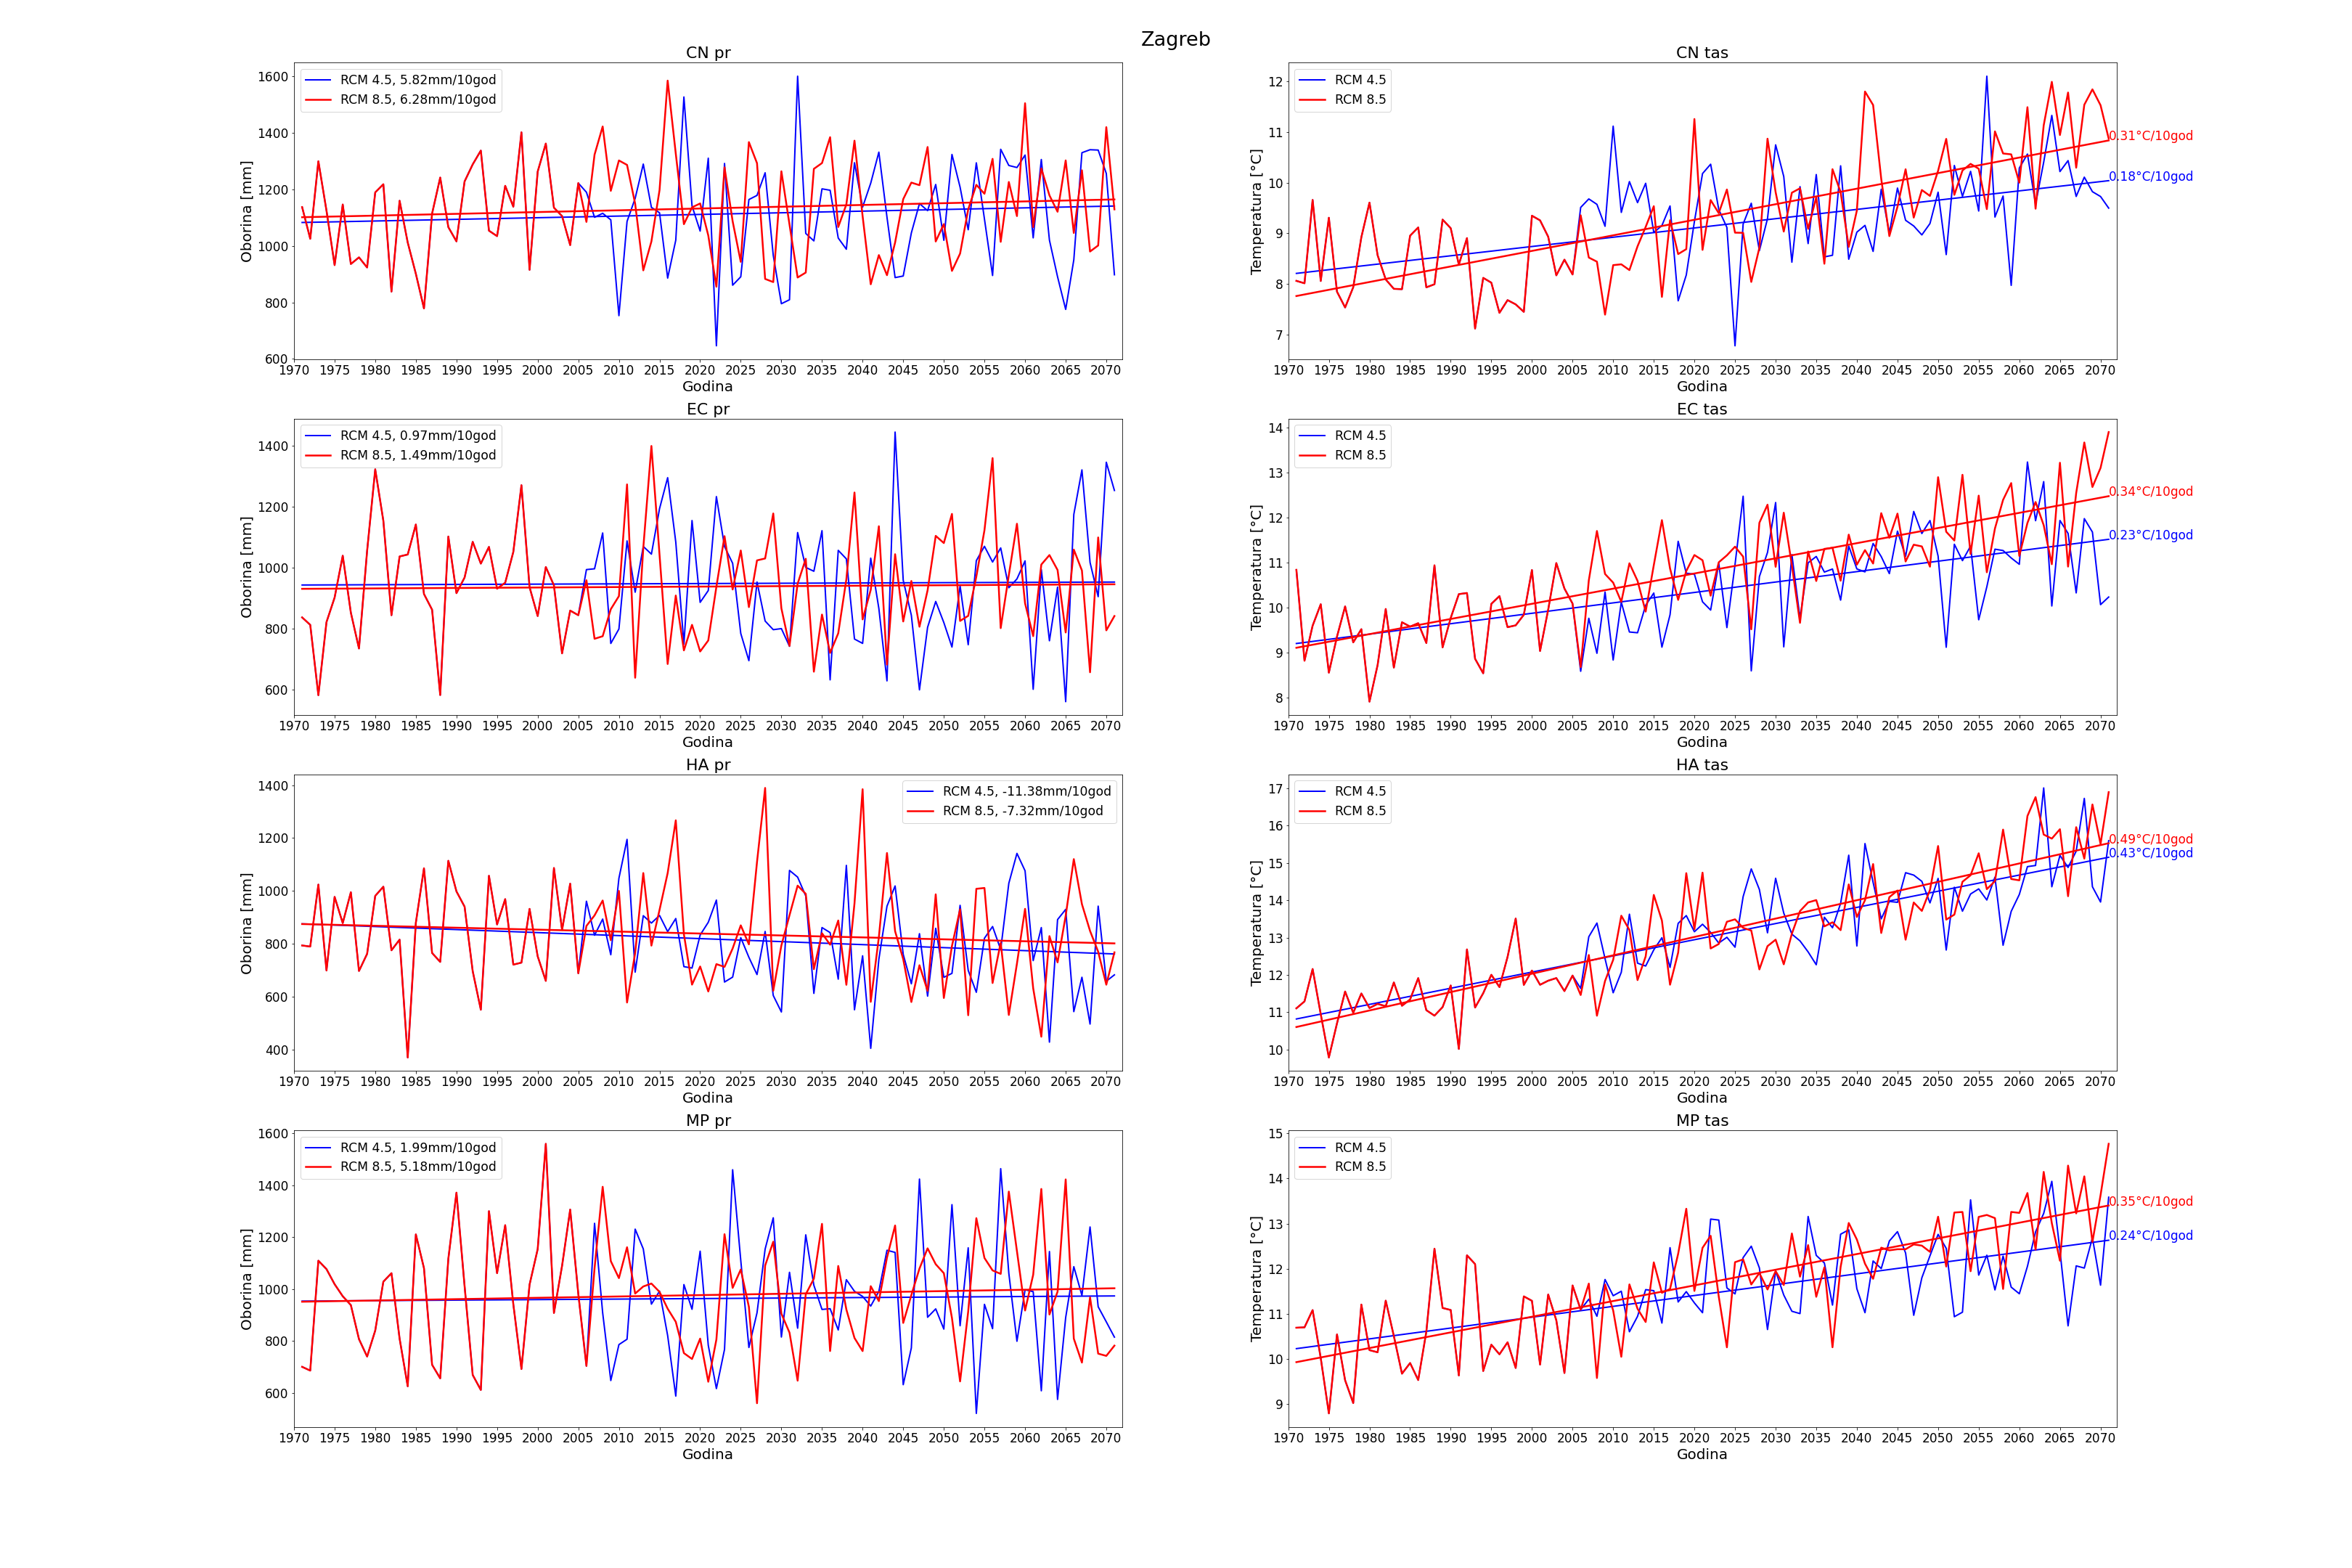 Zagreb
CN pr
RCM 4.5, 5.82mm/10god
RCM 8.5, 6.28mm/10god
Oborina [mm]
1600
1400
1200
1000
800
600
1970 1975 1980 1985 1990 1995 2000 2005 2010 2015 2020 2025 2030 2035 2040 2045 2050 2055 2060 2065 2070
Godina
CN tas
RCM 4.5
RCM 8.5
Temperatura [°C]
12
11
10
9
8
7
0.31°C/10god
0.18°C/10god
1970 1975 1980 1985 1990 1995 2000 2005 2010 2015 2020 2025 2030 2035 2040 2045 2050 2055 2060 2065 2070
Godina
EC pr
RCM 4.5, 0.97mm/10god
RCM 8.5, 1.49mm/10god
Oborina [mm]
1400
1200
1000
800
600
1970 1975 1980 1985 1990 1995 2000 2005 2010 2015 2020 2025 2030 2035 2040 2045 2050 2055 2060 2065 2070
Godina
EC tas
RCM 4.5
RCM 8.5
Temperatura [°C]
14
13
12
11
10
9
8
0.34°C/10god
0.23°C/10god
1970 1975 1980 1985 1990 1995 2000 2005 2010 2015 2020 2025 2030 2035 2040 2045 2050 2055 2060 2065 2070
Godina
HA pr
RCM 4.5, -11.38mm/10god
RCM 8.5, -7.32mm/10god
Oborina [mm]
1400
1200
1000
800
600
400
1970 1975 1980 1985 1990 1995 2000 2005 2010 2015 2020 2025 2030 2035 2040 2045 2050 2055 2060 2065 2070
Godina
HA tas
RCM 4.5
RCM 8.5
Temperatura [°C]
17
16
15
14
13
12
11
10
0.49°C/10god
0.43°C/10god
1970 1975 1980 1985 1990 1995 2000 2005 2010 2015 2020 2025 2030 2035 2040 2045 2050 2055 2060 2065 2070
Godina
MP pr
RCM 4.5, 1.99mm/10god
RCM 8.5, 5.18mm/10god
Oborina [mm]
1600
1400
1200
1000
800
600
1970 1975 1980 1985 1990 1995 2000 2005 2010 2015 2020 2025 2030 2035 2040 2045 2050 2055 2060 2065 2070
Godina
MP tas
RCM 4.5
RCM 8.5
Temperatura [°C]
15
14
13
12
11
10
9
0.35°C/10god
0.24°C/10god
1970 1975 1980 1985 1990 1995 2000 2005 2010 2015 2020 2025 2030 2035 2040 2045 2050 2055 2060 2065 2070
Godina